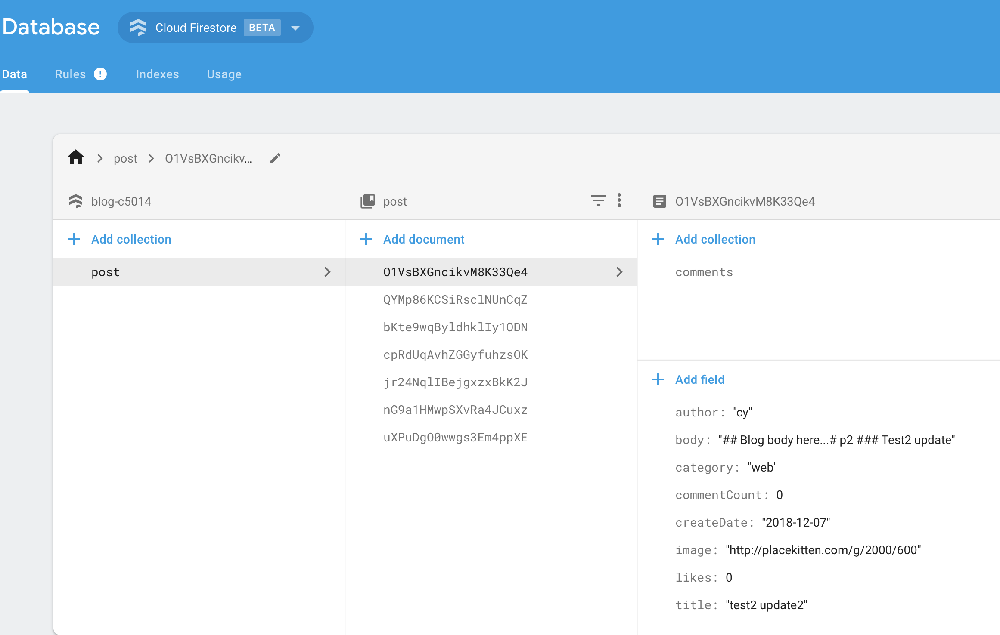 Database Cloud Firestore BETA
Data Rules ! Indexes Usage
post O1VsBXGncikv...
blog-c5014
Add collection
post
post
Add document
O1VsBXGncikvM8K33Qe4
QYMp86KCSiRsclNUnCqZ
bKte9wqByldhklIy1ODN
cpRdUqAvhZGGyfuhzsOK
jr24NqlIBejgxzxBkK2J
nG9a1HMwpSXvRa4JCuxz
uXPuDgO0wwgs3Em4ppXE
O1VsBXGncikvM8K33Qe4
Add collection
comments
Add field
author: "cy"
body: "## Blog body here...# p2 ### Test2 update"
category: "web"
commentCount: 0
createDate: "2018-12-07"
image: "http://placekitten.com/g/2000/600"
likes: 0
title: "test2 update2"